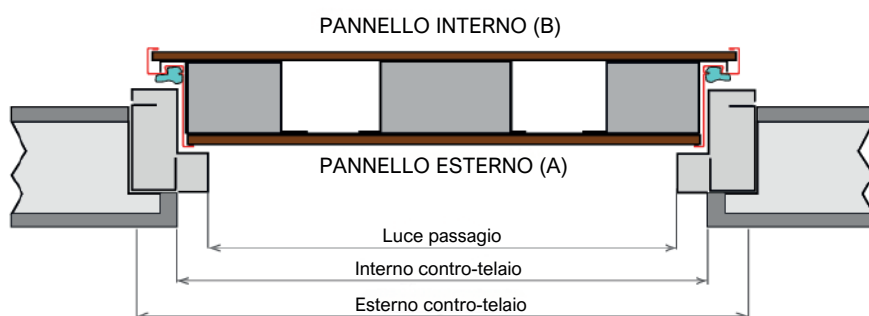 PANNELLO INTERNO (B)
PANNELLO ESTERNO (A)
Luce passagio
Interno contro-telaio
Esterno contro-telaio